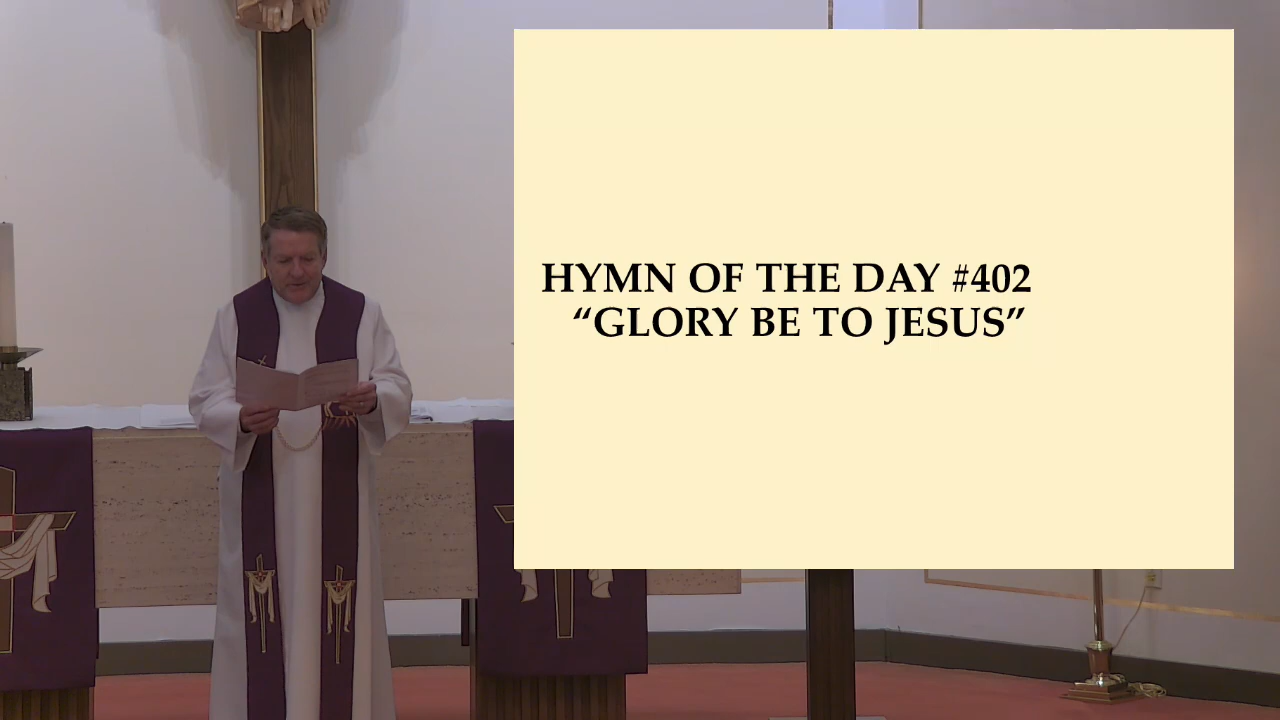 HYMN OF THE DAY #402
“GLORY BE TO JESUS”